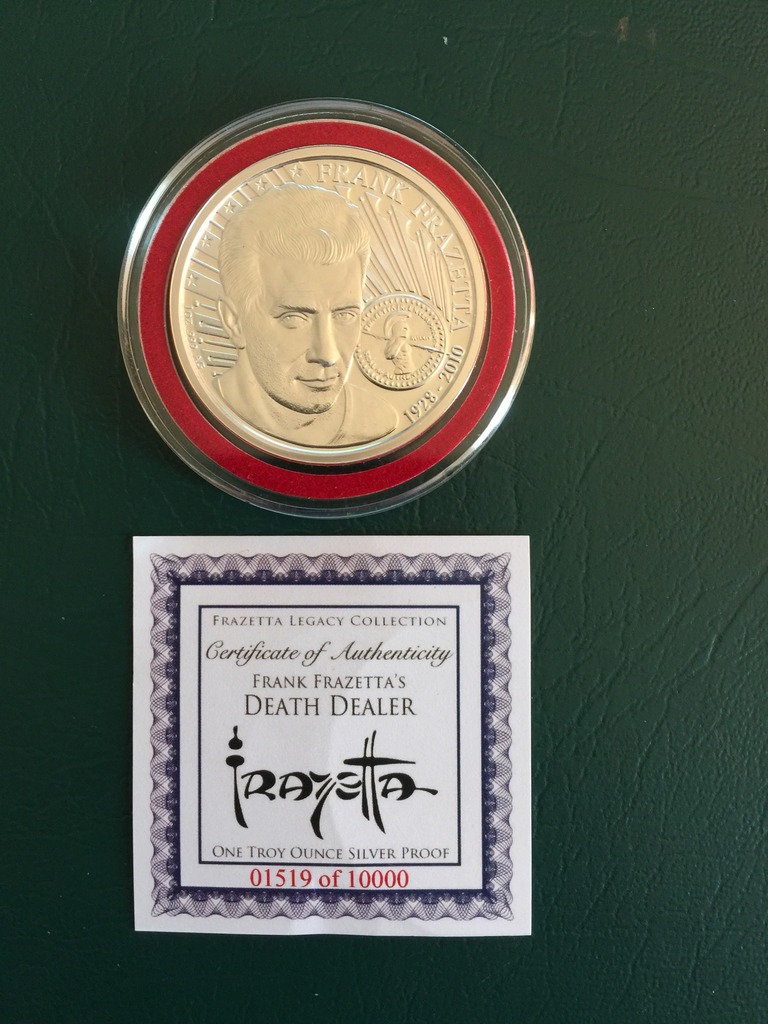 FRANK FRAZETTA
1928 - 2010
FRAZETTA LEGACY COLLECTION
Certificate of Authenticity
FRANK FRAZETTA'S
DEATH DEALER
FRAZETTA
ONE TROY OUNCE SILVER PROOF
01519 of 10000